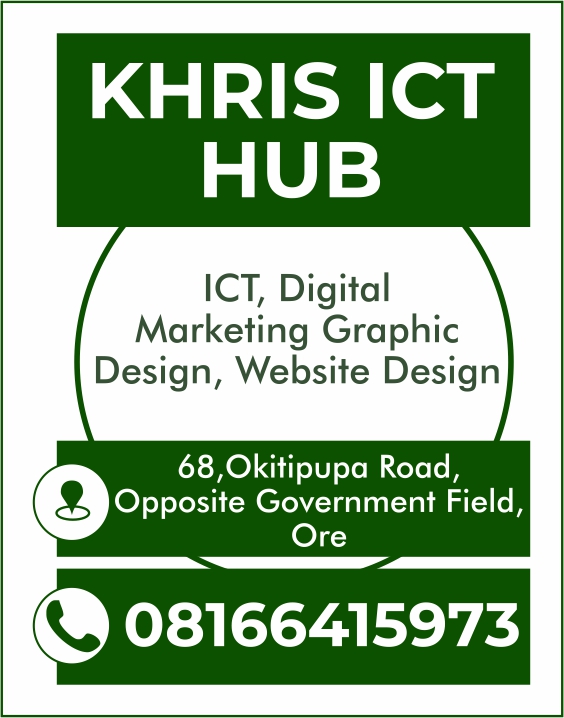 KHRIS ICT
HUB
ICT, Digital
Marketing Graphic
Design, Website Design
68,Okitipupa Road,
Opposite Government Field,
Ore
08166415973